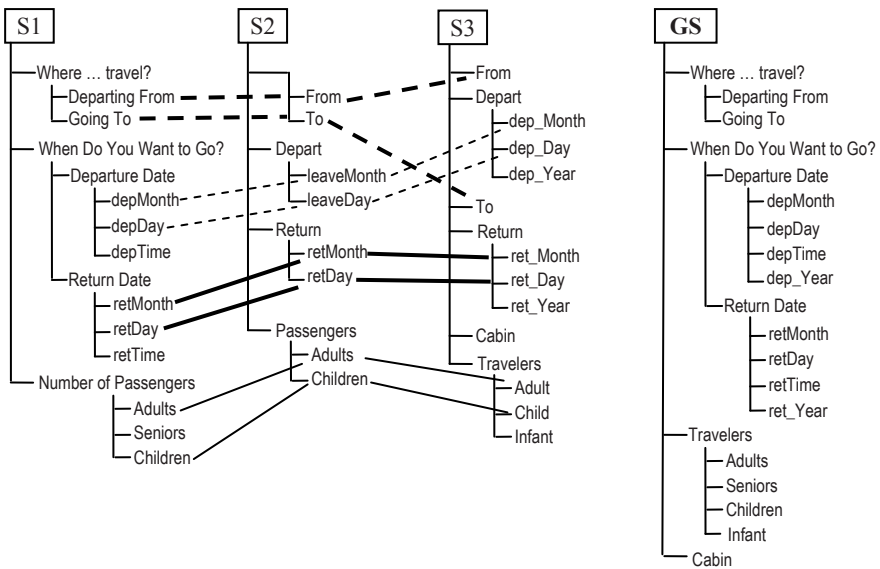 S1
Where ... travel?
Departing From
Going To
When Do You Want to Go?
Departure Date
depMonth
depDay
depTime
Return Date
retMonth
retDay
retTime
Number of Passengers
Adults
Seniors
Children
S2
From
To
Depart
leaveMonth
leaveDay
Return
retMonth
retDay
Passengers
Adults
Children
S3
From
Depart
dep_Month
dep_Day
dep_Year
To
Return
ret_Month
ret_Day
ret_Year
Cabin
Travelers
Adult
Child
Infant
GS
Where ... travel?
Departing From
Going To
When Do You Want to Go?
Departure Date
depMonth
depDay
depTime
dep_Year
Return Date
retMonth
retDay
retTime
ret_Year
Travelers
Adults
Seniors
Children
Infant
Cabin